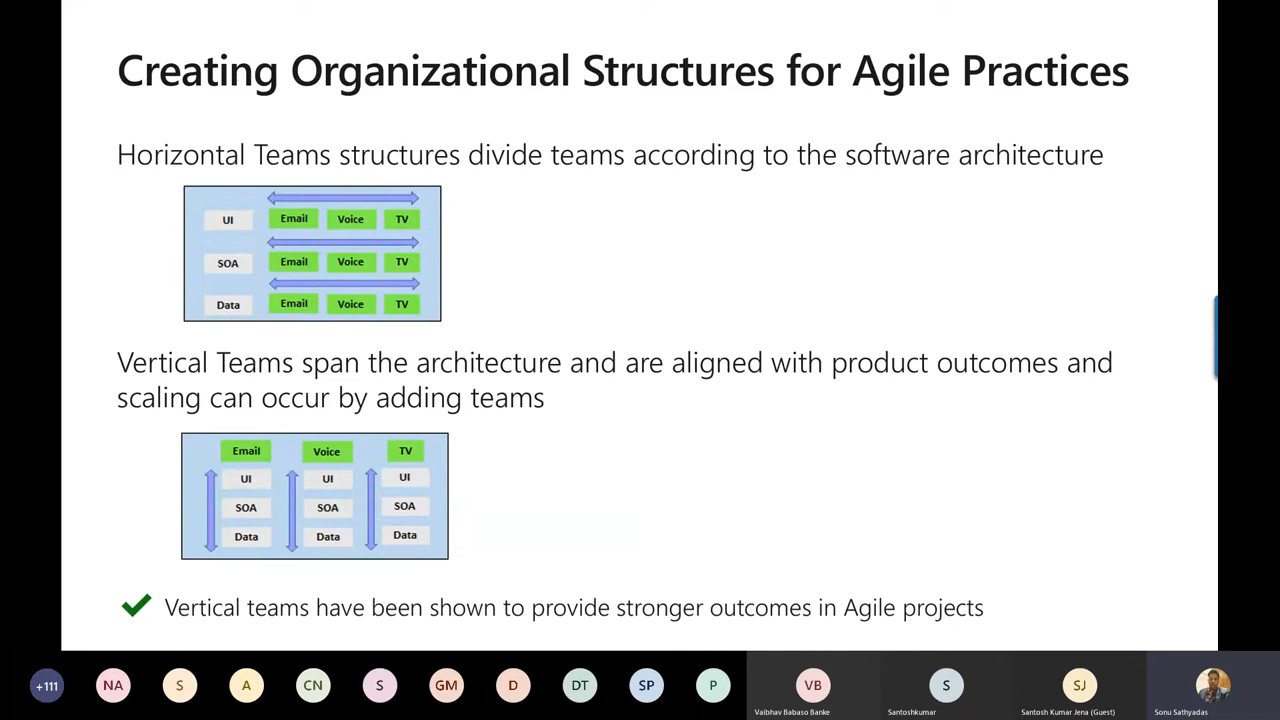 Creating Organizational Structures for Agile Practices
Horizontal Teams structures divide teams according to the software architecture
UI Email Voice TV
SOA Email Voice TV
Data Email Voice TV
Vertical Teams span the architecture and are aligned with product outcomes and
scaling can occur by adding teams
Email Voice TV
UI UI UI
SOA SOA SOA
Data Data Data
Vertical teams have been shown to provide stronger outcomes in Agile projects
+111 NA S A CN S GM D DT SP P VB S SJ
Vaibhav Babaso Banke Santoshkumar Santosh Kumar Jena (Guest) Sonu Sathyadas